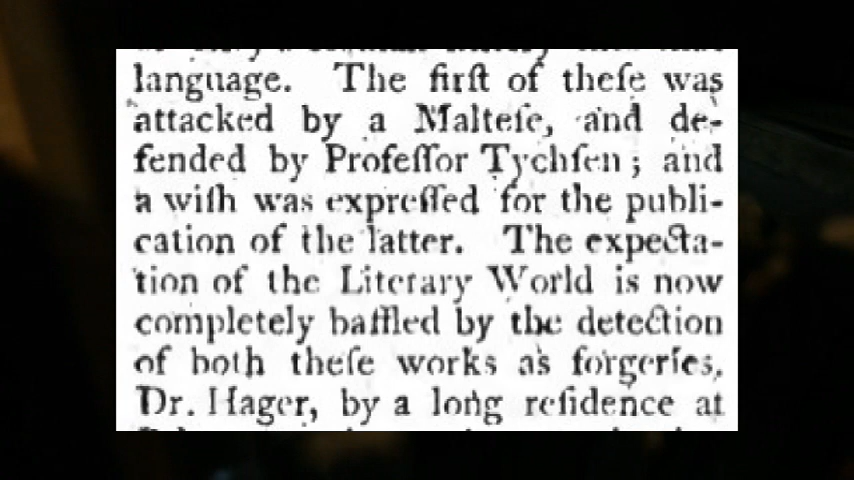 language. The firſt of theſe was
attacked by a Malteſe, and de-
fended by Profeſſor Tychſen; and
a wiſh was expreſſed for the publi-
cation of the latter. The expecta-
tion of the Literary World is now
completely baffled by the detection
of both theſe works as forgeries.
Dr. Hager, by a long reſidence at